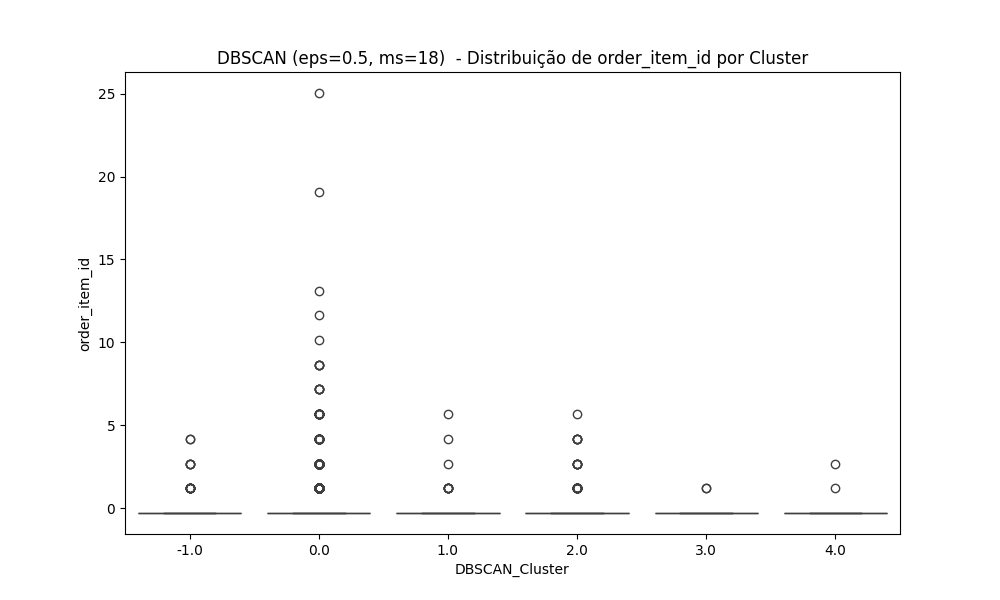 DBSCAN (eps=0.5, ms=18)  - Distribuição de order_item_id por Cluster
25
20
15
10
5
0
order_item_id
-1.0 0.0 1.0 2.0 3.0 4.0
DBSCAN_Cluster